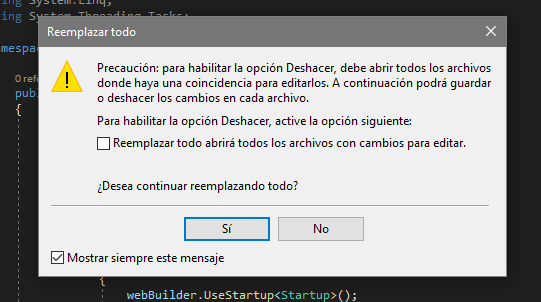 ing System.Linq;
ing System.Threading.Tasks;
Reemplazar todo
mespa
0 refe
pub
{
Precaución: para habilitar la opción Deshacer, debe abrir todos los archivos
donde haya una coincidencia para editarlos. A continuación podrá guardar
o deshacer los cambios en cada archivo.
Para habilitar la opción Deshacer, active la opción siguiente:
Reemplazar todo abrirá todos los archivos con cambios para editar.
¿Desea continuar reemplazando todo?
Sí No
Mostrar siempre este mensaje
{
webBuilder.UseStartup<Startup>();